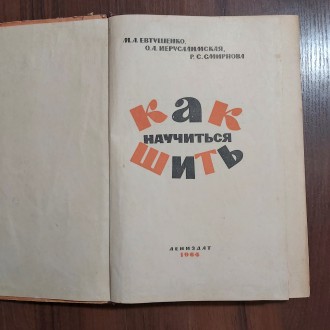 М.А. ЕВТУШЕНКО,
О.А. ИЕРУСАЛИМСКАЯ,
Р.С. СМИРНОВА
КАК
НАУЧИТЬСЯ
ШИТЬ
ЛЕНИЗДАТ
1966